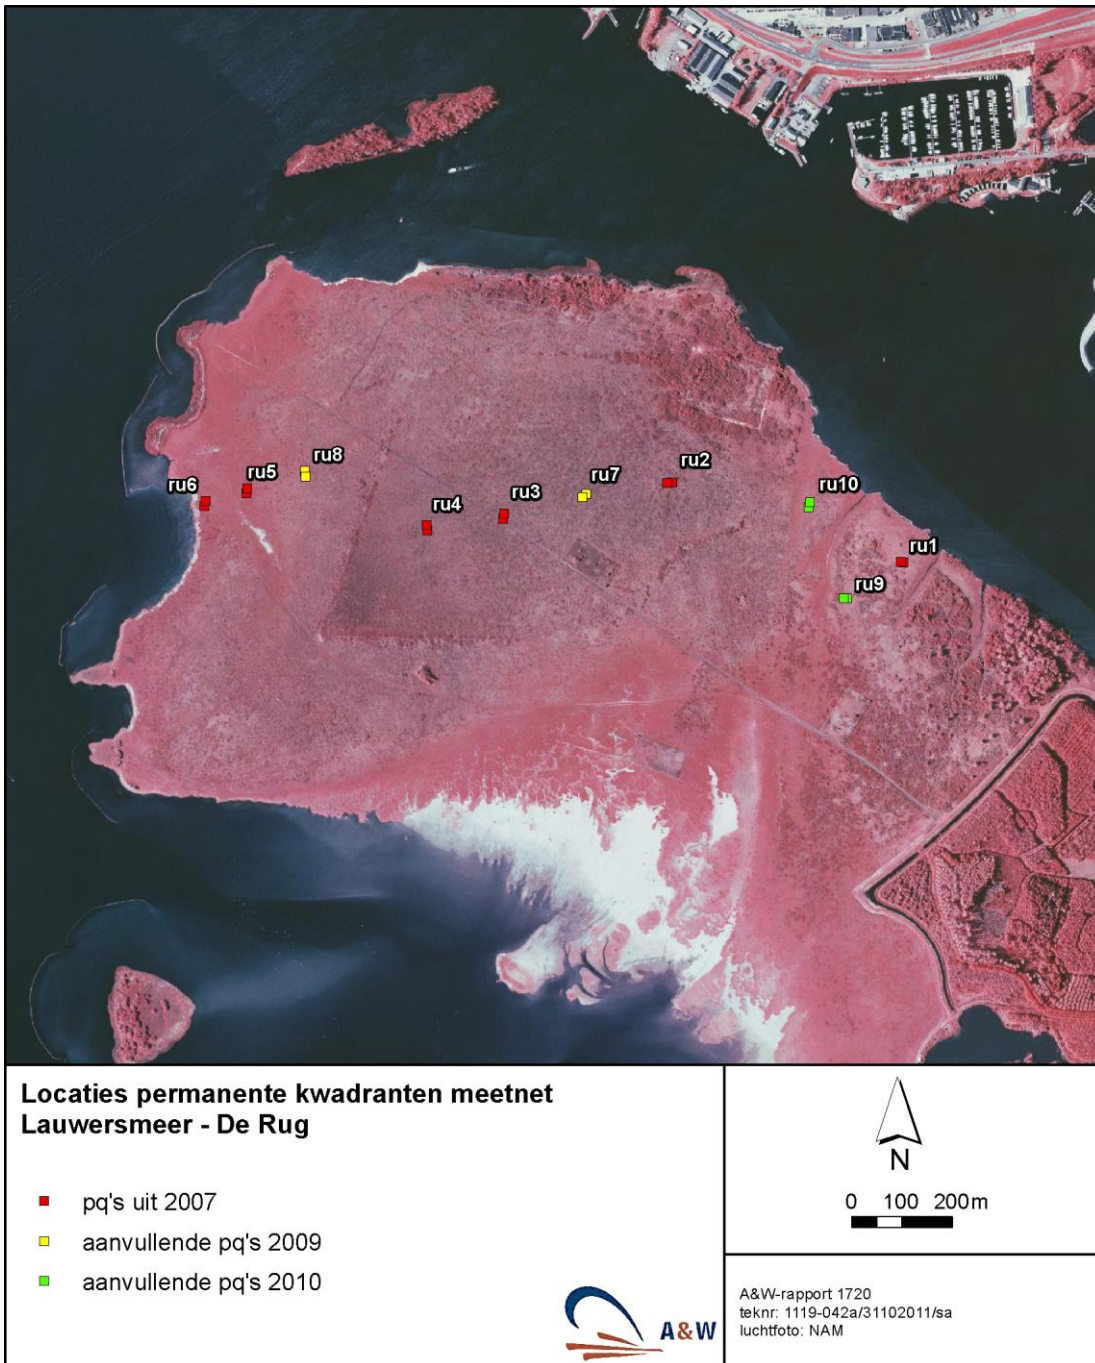 ru8
ru5
ru6
ru7
ru2
ru4
ru3
ru10
ru1
ru9
Locaties permanente kwadranten meetnet
Lauwersmeer - De Rug
pq's uit 2007
aanvullende pq's 2009
aanvullende pq's 2010
A&W
N
0 100 200m
A&W-rapport 1720
teknr: 1119-042a/31102011/sa
luchtfoto: NAM